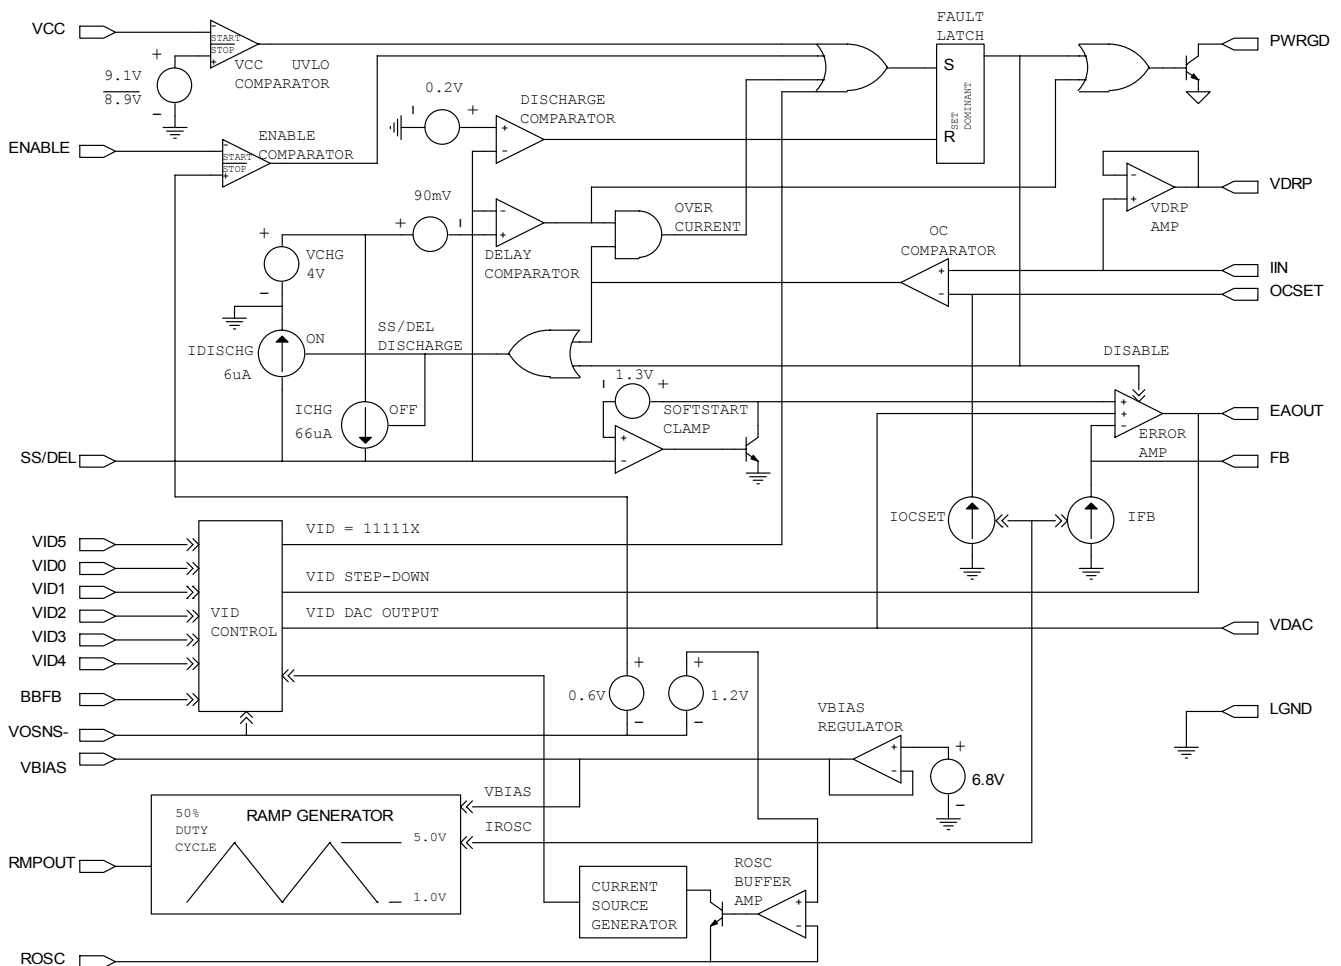 VCC
START
STOP
VCC UVLO
COMPARATOR
9.1V
8.9V
ENABLE
ENABLE
COMPARATOR
START
STOP
0.2V
DISCHARGE
COMPARATOR
FAULT
LATCH
S
R
SET
DOMINANT
PWRGD
90mV
DELAY
COMPARATOR
OVER
CURRENT
VDRP
AMP
VDRP
OC
COMPARATOR
IIN
OCSET
VCHG
4V
IDISCHG
6uA
ON
SS/DEL
DISCHARGE
ICHG
66uA
OFF
1.3V
SOFTSTART
CLAMP
DISABLE
ERROR
AMP
EAOUT
FB
SS/DEL
IOCSET
IFB
VID5
VID0
VID1
VID2
VID3
VID4
BBFB
VOSNS-
VBIAS
VID
CONTROL
VID = 11111X
VID STEP-DOWN
VID DAC OUTPUT
VDAC
0.6V
1.2V
VBIAS
REGULATOR
6.8V
LGND
VBIAS
IROSC
50%
DUTY
CYCLE
RAMP GENERATOR
5.0V
1.0V
RMPOUT
CURRENT
SOURCE
GENERATOR
ROSC
BUFFER
AMP
ROSC